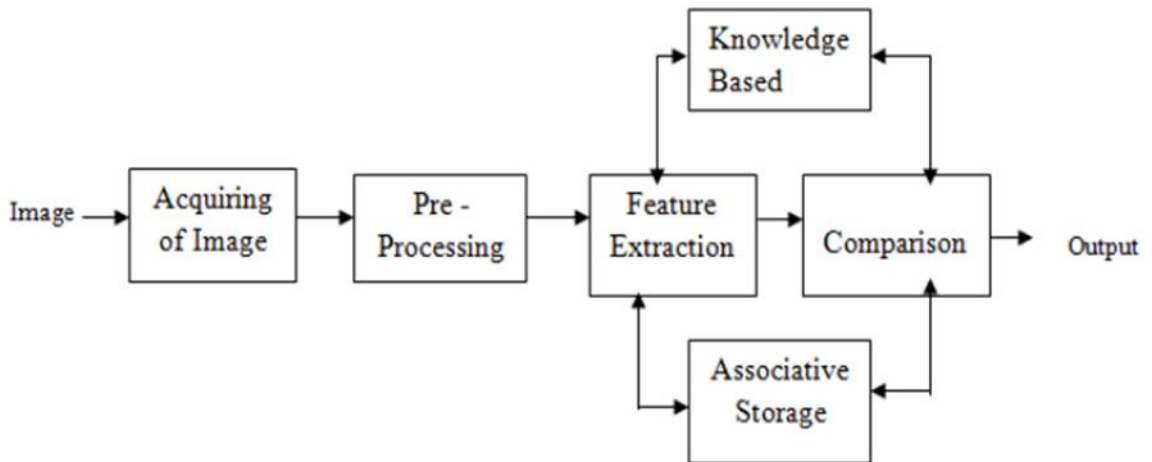 Knowledge
Based
Image
Acquiring
of Image
Pre -
Processing
Feature
Extraction
Comparison
Output
Associative
Storage